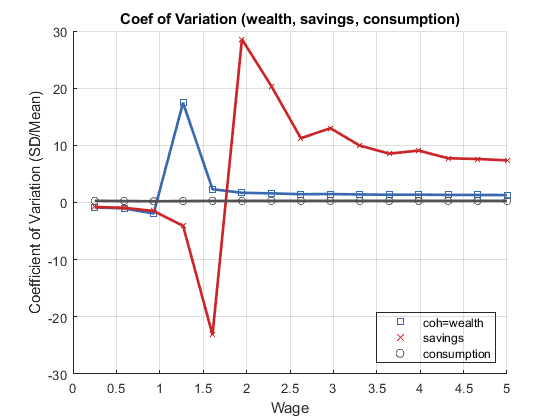 Coef of Variation (wealth, savings, consumption)
Coefficient of Variation (SD/Mean)
30
20
10
0
-10
-20
-30
0 0.5 1 1.5 2 2.5 3 3.5 4 4.5 5
Wage
coh=wealth
savings
consumption